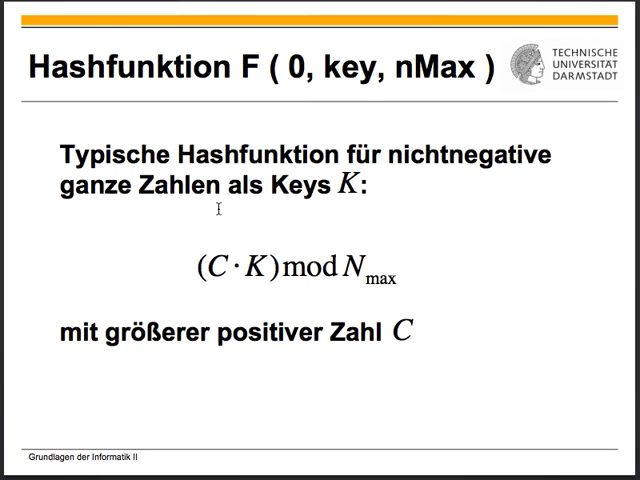 Hashfunktion F ( 0, key, nMax )
TECHNISCHE
UNIVERSITÄT
DARMSTADT
Typische Hashfunktion für nichtnegative
ganze Zahlen als Keys K:
(C · K) mod N_max
mit größerer positiver Zahl C
Grundlagen der Informatik II